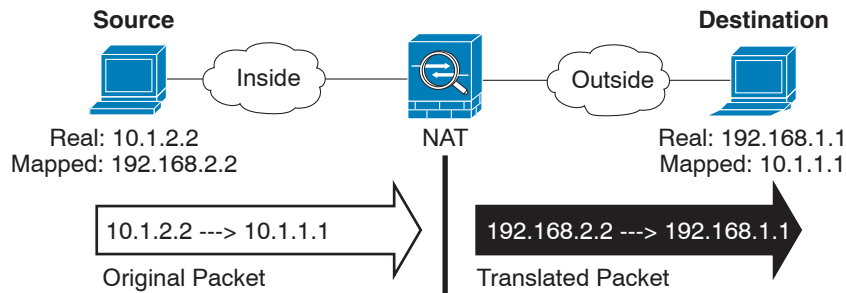 Source
Destination
Inside
Outside
NAT
Real: 10.1.2.2
Mapped: 192.168.2.2
Real: 192.168.1.1
Mapped: 10.1.1.1
10.1.2.2 ---> 10.1.1.1
192.168.2.2 ---> 192.168.1.1
Original Packet
Translated Packet